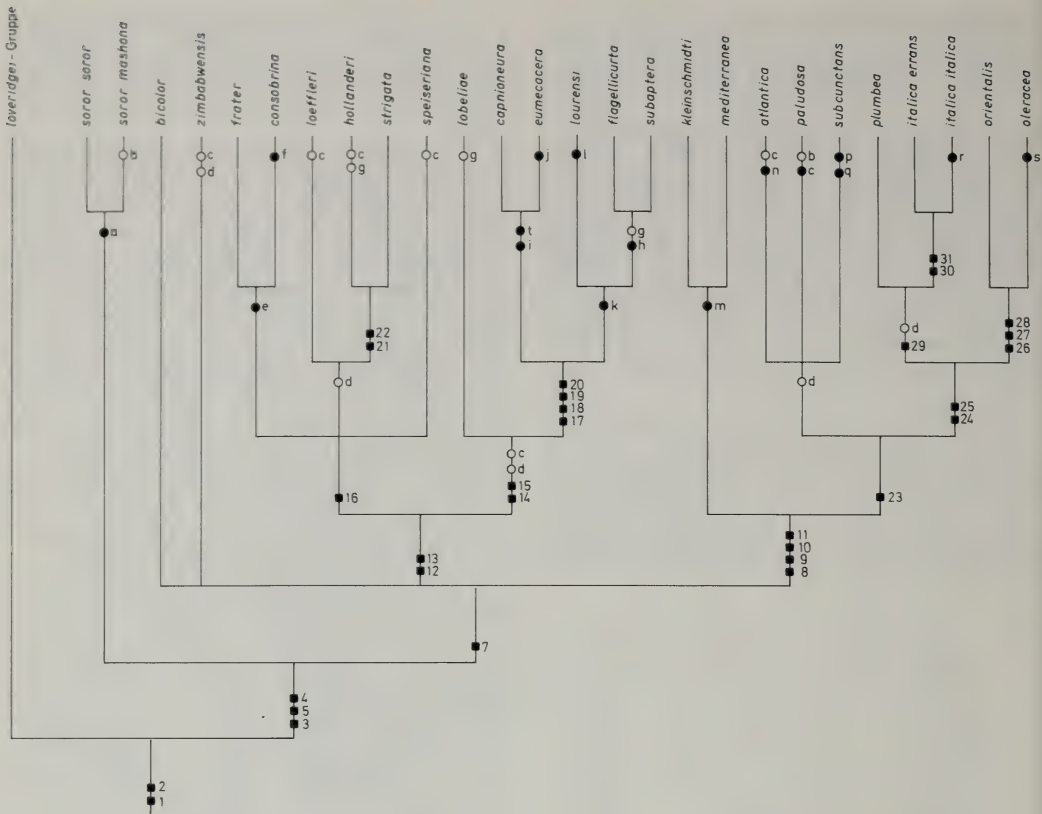 loveridgei - Gruppe
soror soror
soror mashona
bicolor
zimbabwensis
frater
consobrina
loeffleri
hollanderi
strigata
speiseriana
lobeliae
capnioneura
eumecacera
lourensi
flagellicurta
subaptera
kleinschmidti
mediterranea
atlantica
paludosa
subcunctans
plumbea
italica errans
italica italica
orientalis
oleracea
b
c
f
c
c
c
g
j
l
c
b
p
r
s
d
g
n
c
q
a
t
g
i
h
31
30
e
k
m
d
28
22
27
21
29
26
d
20
d
19
25
18
24
17
c
d
16
15
14
23
11
13
10
12
9
8
7
4
5
3
2
1